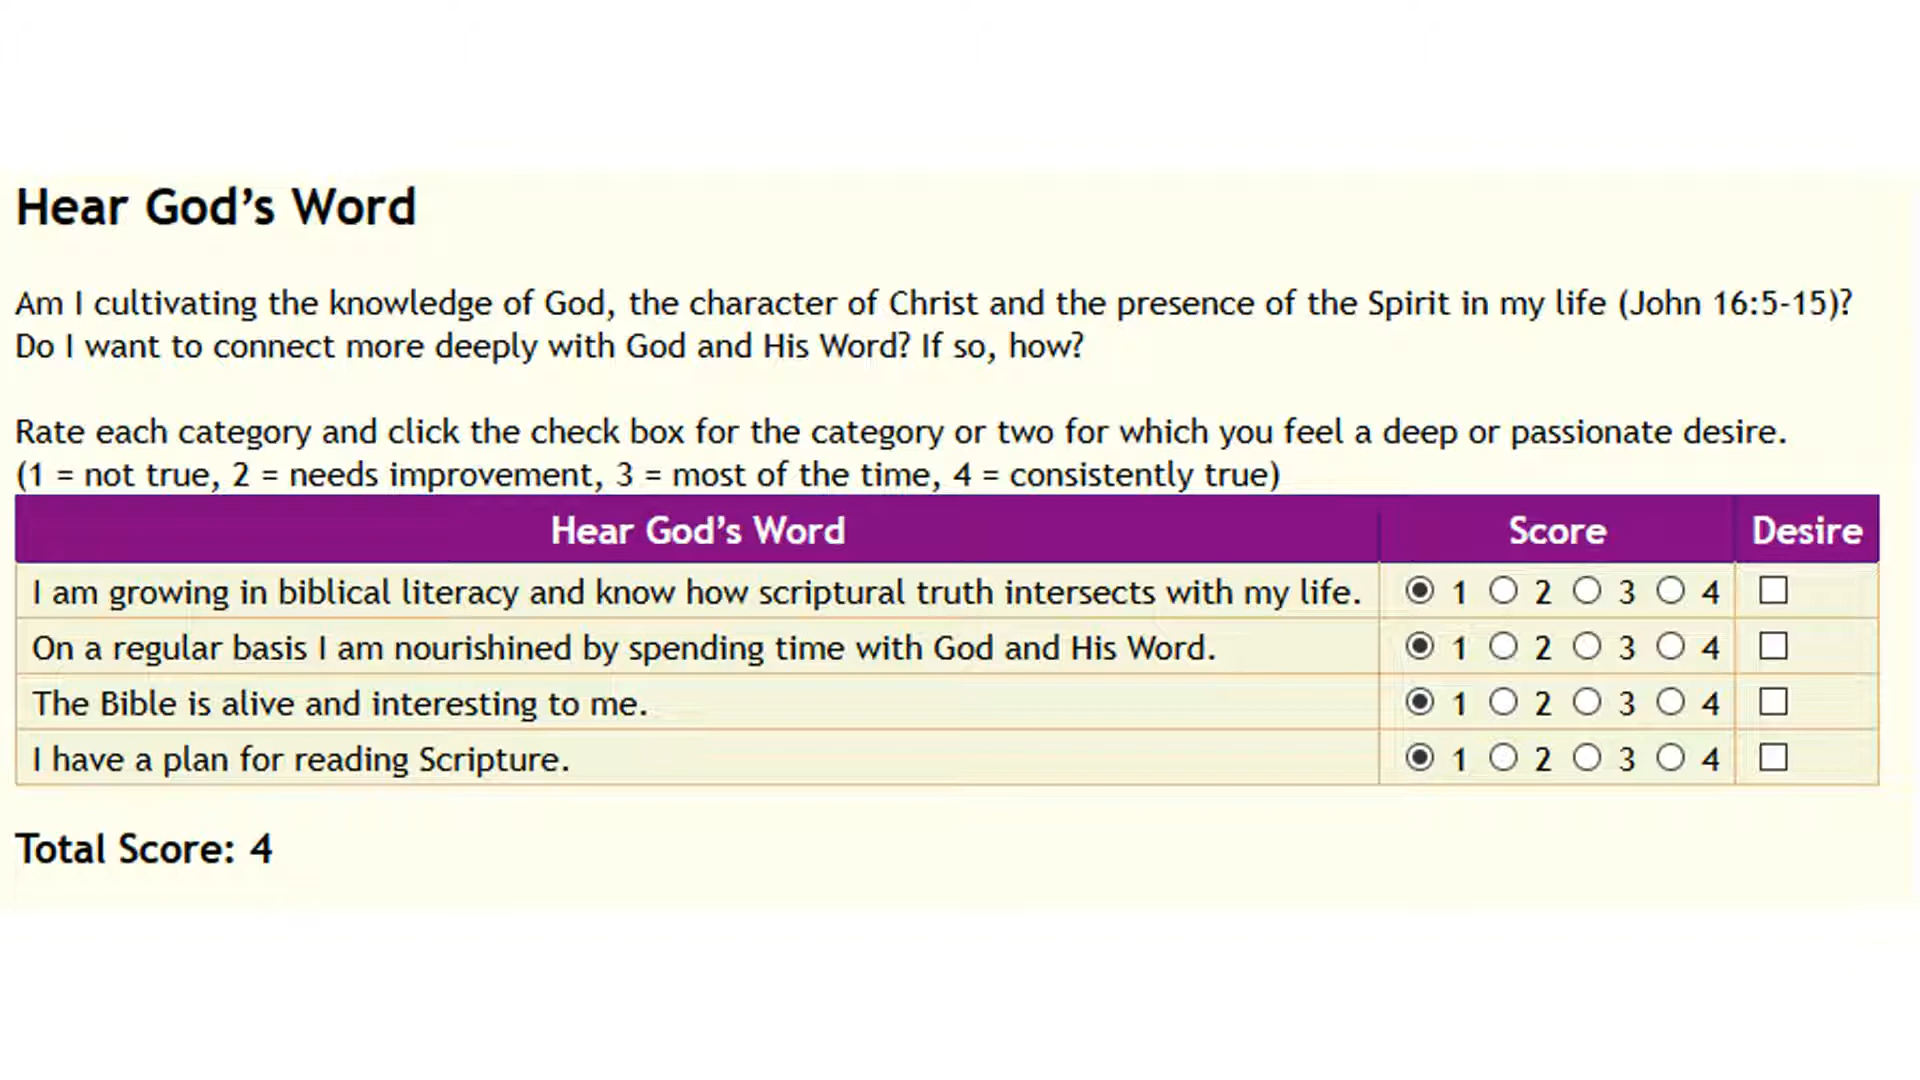 Hear God’s Word
Am I cultivating the knowledge of God, the character of Christ and the presence of the Spirit in my life (John 16:5-15)?
Do I want to connect more deeply with God and His Word? If so, how?
Rate each category and click the check box for the category or two for which you feel a deep or passionate desire.
(1 = not true, 2 = needs improvement, 3 = most of the time, 4 = consistently true)
Hear God’s Word Score Desire
I am growing in biblical literacy and know how scriptural truth intersects with my life. 1 2 3 4
On a regular basis I am nourishined by spending time with God and His Word. 1 2 3 4
The Bible is alive and interesting to me. 1 2 3 4
I have a plan for reading Scripture. 1 2 3 4
Total Score: 4